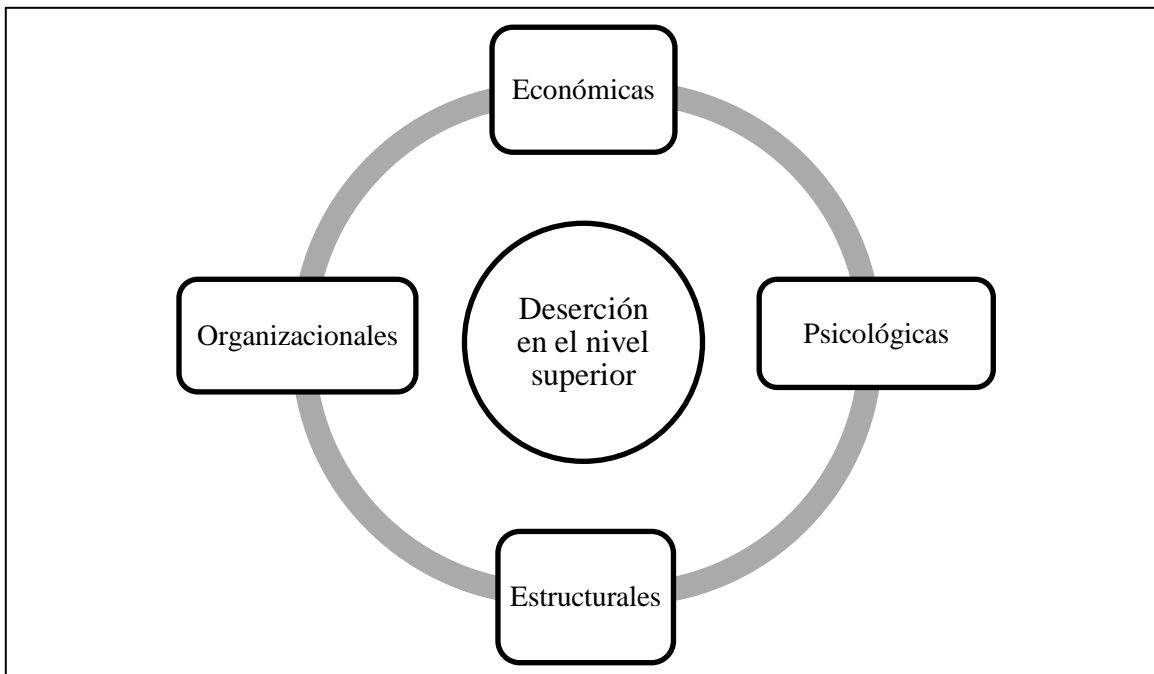 Económicas
Organizacionales
Deserción
en el nivel
superior
Psicológicas
Estructurales